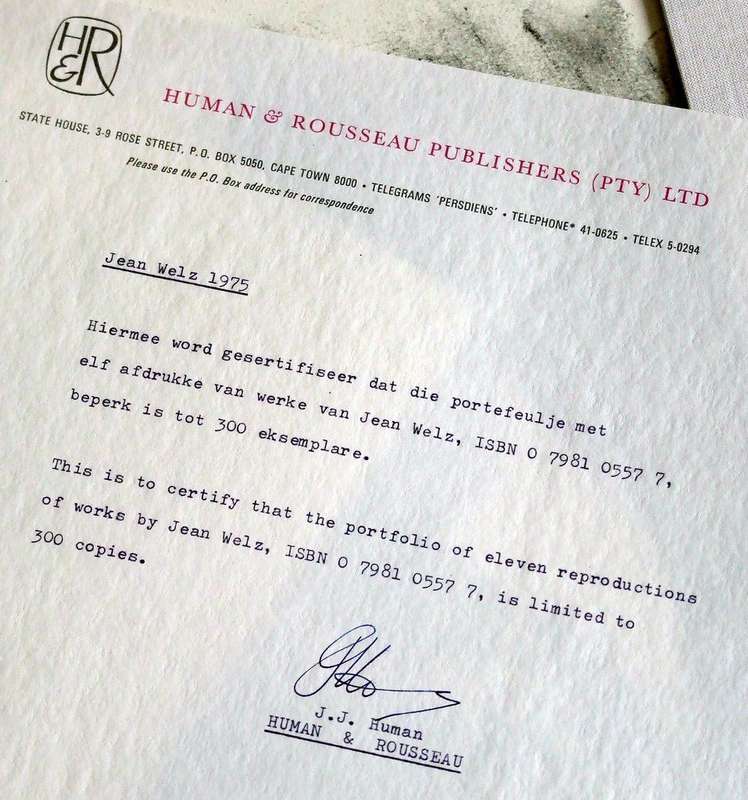 HR
&
HUMAN & ROUSSEAU PUBLISHERS (PTY) LTD
STATE HOUSE, 3-9 ROSE STREET, P.O. BOX 5050, CAPE TOWN 8000 • TELEGRAMS 'PERSDIENS' • TELEPHONE* 41-0625 • TELEX 5-0294
Please use the P.O. Box address for correspondence
Jean Welz 1975
Hiermee word gesertifiseer dat die portefeulje met
elf afdrukke van werke van Jean Welz, ISBN 0 7981 0557 7,
beperk is tot 300 eksemplare.
This is to certify that the portfolio of eleven reproductions
of works by Jean Welz, ISBN 0 7981 0557 7, is limited to
300 copies.
J.J. Human
HUMAN & ROUSSEAU